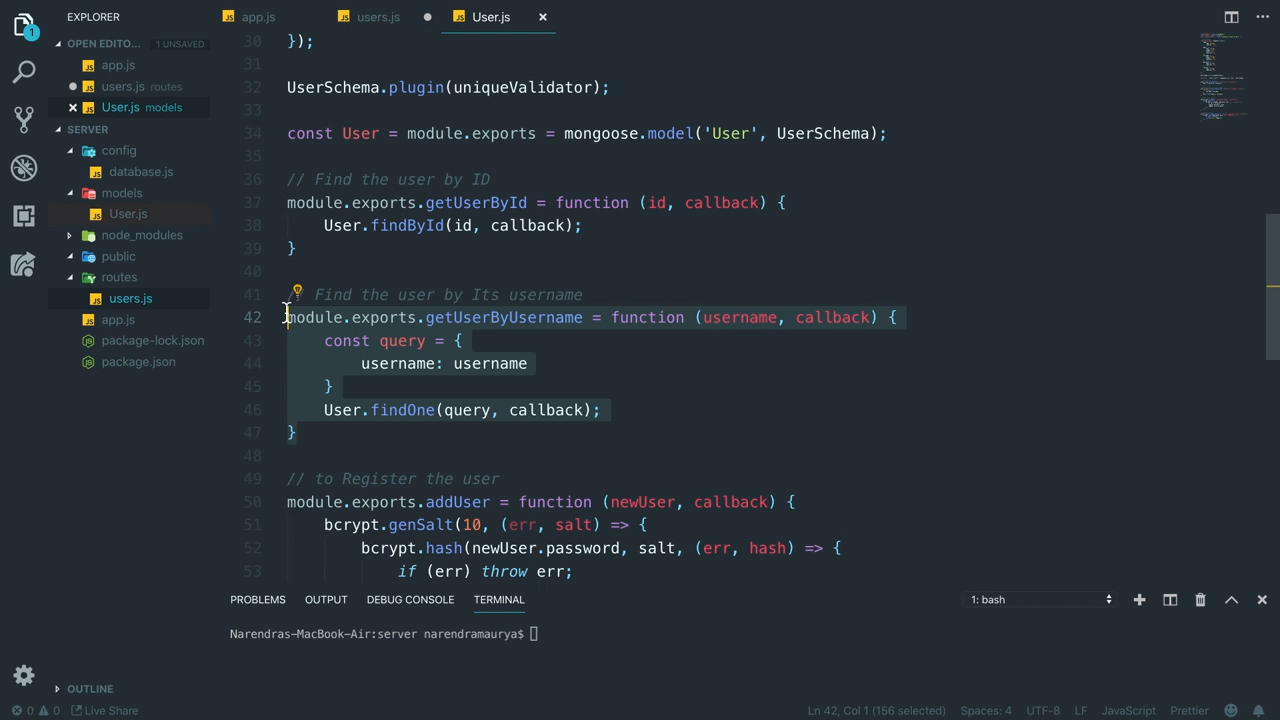 EXPLORER
app.js
users.js
User.js
OPEN EDITO... 1 UNSAVED
app.js
users.js routes
User.js models
SERVER
config
database.js
models
User.js
node_modules
public
routes
users.js
app.js
package-lock.json
package.json
OUTLINE
1
30 });
31
32 UserSchema.plugin(uniqueValidator);
33
34 const User = module.exports = mongoose.model('User', UserSchema);
35
36 // Find the user by ID
37 module.exports.getUserById = function (id, callback) {
38 User.findById(id, callback);
39 }
40
41 // Find the user by Its username
42 module.exports.getUserByUsername = function (username, callback) {
43 const query = {
44 username: username
45 }
46 User.findOne(query, callback);
47 }
48
49 // to Register the user
50 module.exports.addUser = function (newUser, callback) {
51 bcrypt.genSalt(10, (err, salt) => {
52 bcrypt.hash(newUser.password, salt, (err, hash) => {
53 if (err) throw err;
PROBLEMS OUTPUT DEBUG CONSOLE TERMINAL 1: bash
Narendras-MacBook-Air:server narendramaurya$
0 0 Live Share Ln 42, Col 1 (156 selected) Spaces: 4 UTF-8 LF JavaScript Prettier